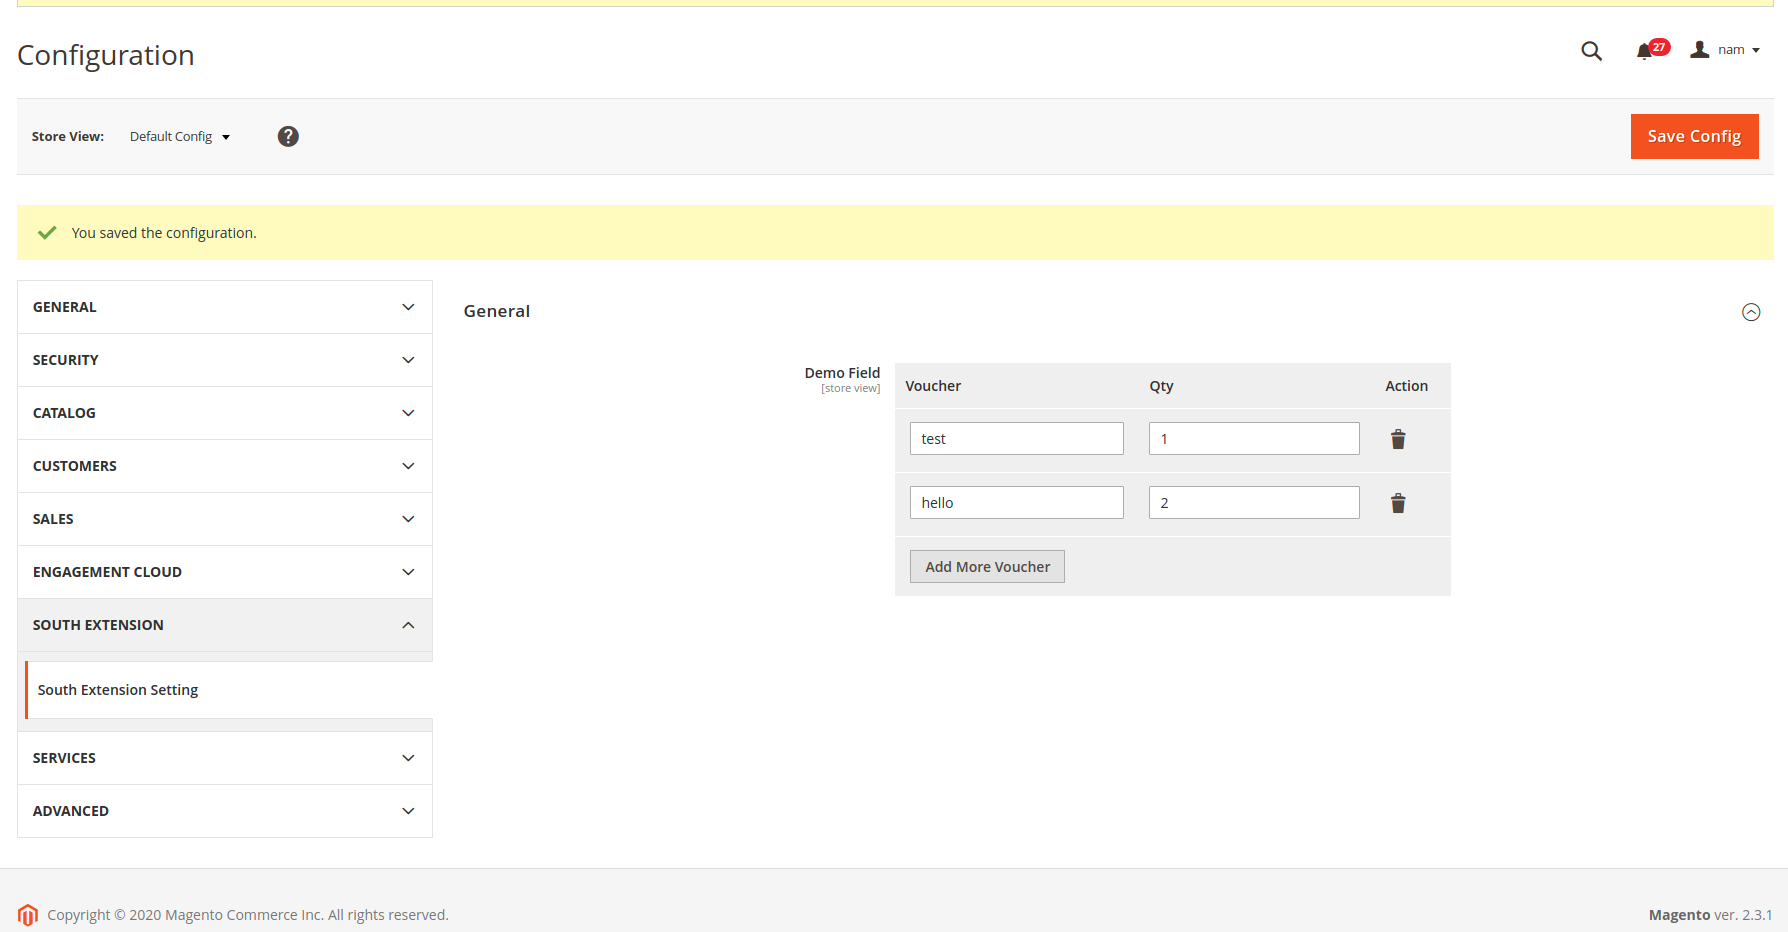 Configuration
27
nam
Store View:
Default Config
?
Save Config
You saved the configuration.
GENERAL
SECURITY
CATALOG
CUSTOMERS
SALES
ENGAGEMENT CLOUD
SOUTH EXTENSION
South Extension Setting
SERVICES
ADVANCED
General
Demo Field
[store view]
Voucher Qty Action
test 1
hello 2
Add More Voucher
Copyright © 2020 Magento Commerce Inc. All rights reserved.
Magento ver. 2.3.1